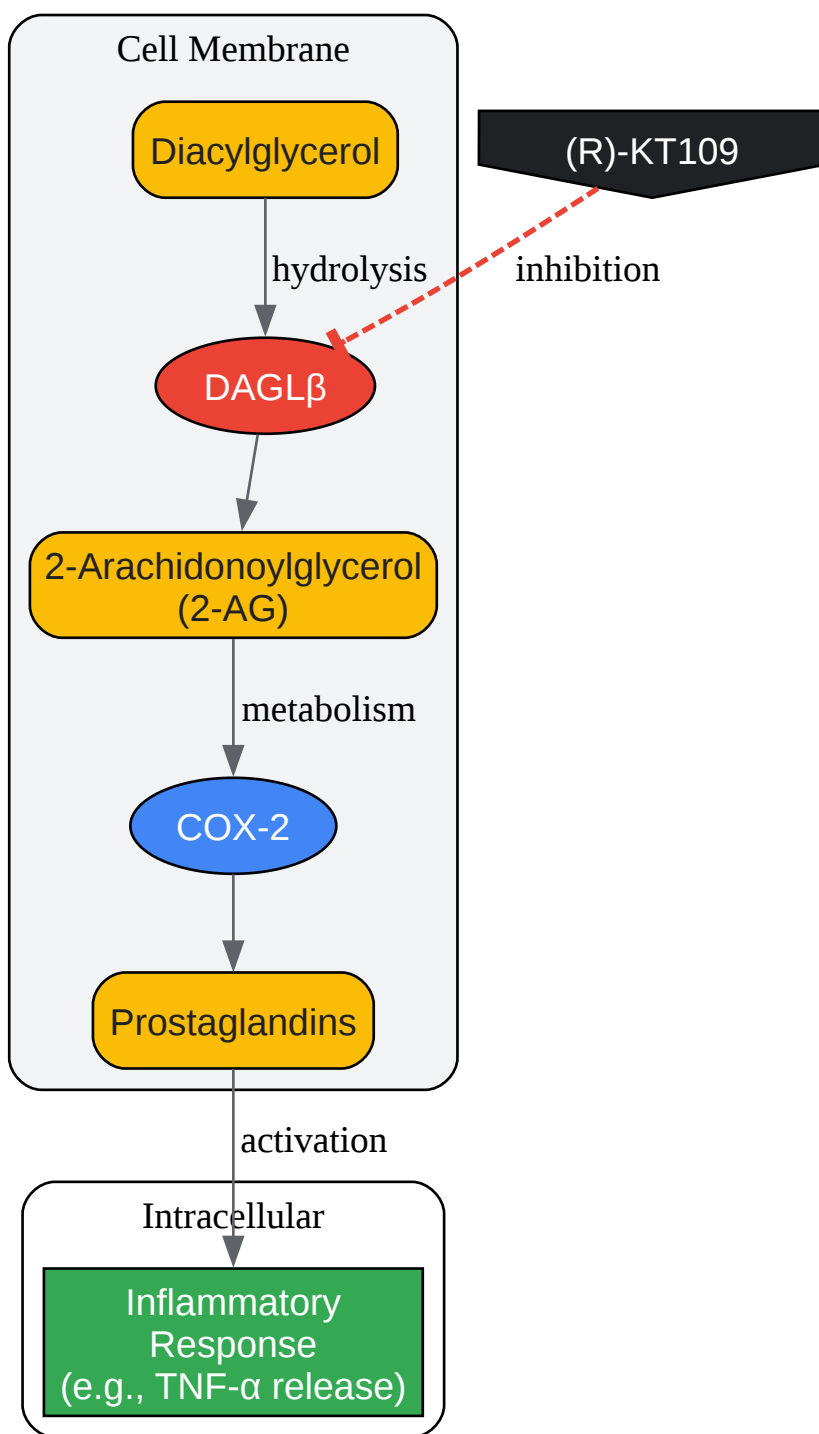 Cell Membrane
Diacylglycerol
(R)-KT109
hydrolysis
inhibition
DAGLβ
2-Arachidonoylglycerol
(2-AG)
metabolism
COX-2
Prostaglandins
activation
Intracellular
Inflammatory
Response
(e.g., TNF-α release)